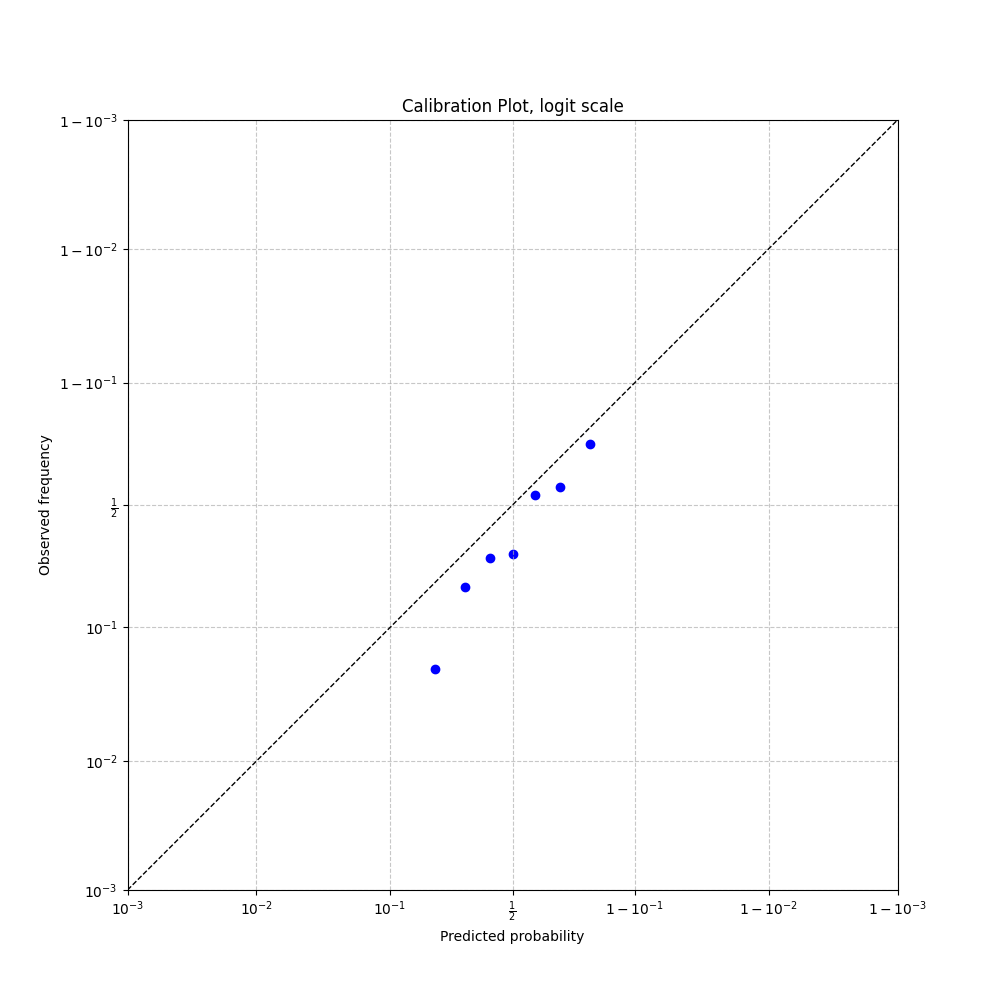 Calibration Plot, logit scale
1 − 10⁻³
1 − 10⁻²
1 − 10⁻¹
½
10⁻¹
10⁻²
10⁻³
Observed frequency
10⁻³ 10⁻² 10⁻¹ ½ 1 − 10⁻¹ 1 − 10⁻² 1 − 10⁻³
Predicted probability